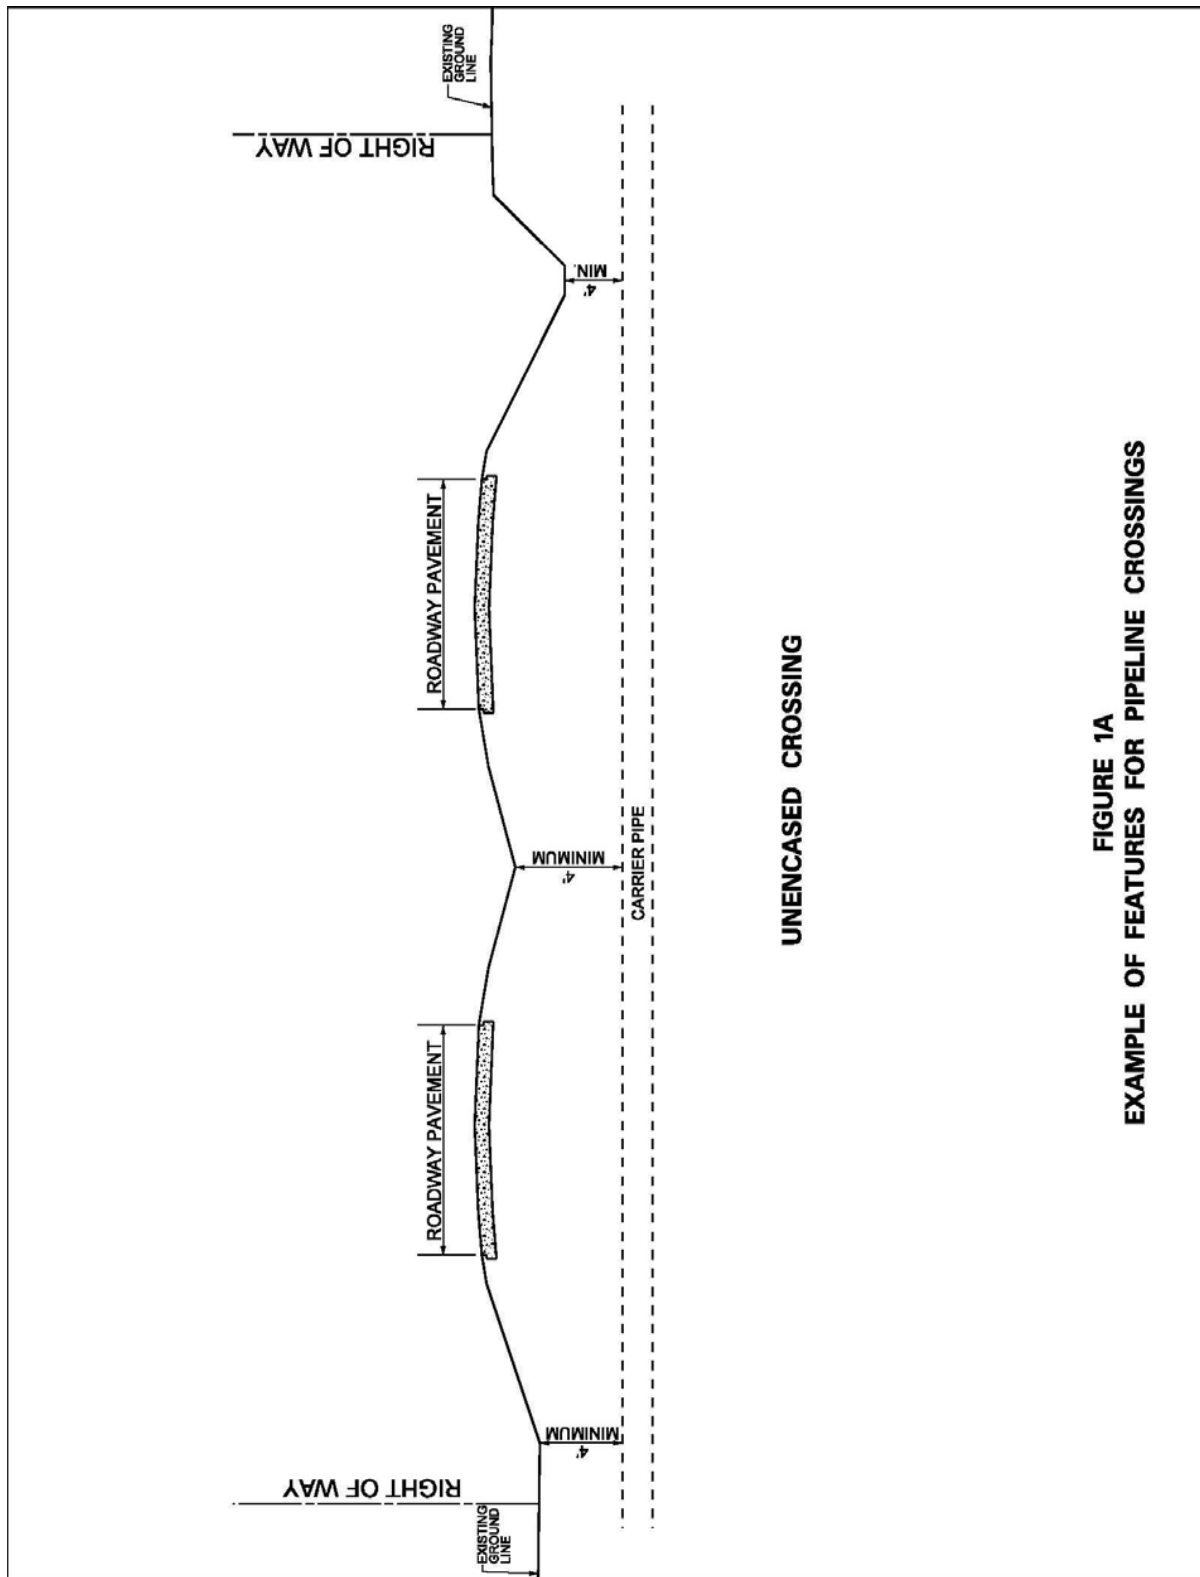 EXISTING
GROUND
LINE
RIGHT OF WAY
4'
MINIMUM
ROADWAY PAVEMENT
4'
MINIMUM
CARRIER PIPE
ROADWAY PAVEMENT
4'
MIN.
RIGHT OF WAY
EXISTING
GROUND
LINE
UNENCASED CROSSING
FIGURE 1A
EXAMPLE OF FEATURES FOR PIPELINE CROSSINGS